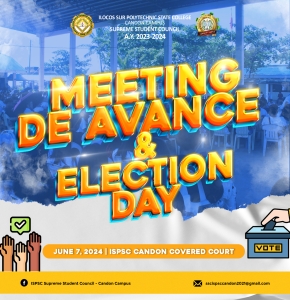 ILOCOS SUR POLYTECHNIC STATE COLLEGE
CANDON CAMPUS
SUPREME STUDENT COUNCIL
A.Y. 2023-2024
MEETING
DE AVANCE
&
ELECTION
DAY
VOTE
JUNE 7, 2024 | ISPSC CANDON COVERED COURT
ISPSC Supreme Student Council - Candon Campus